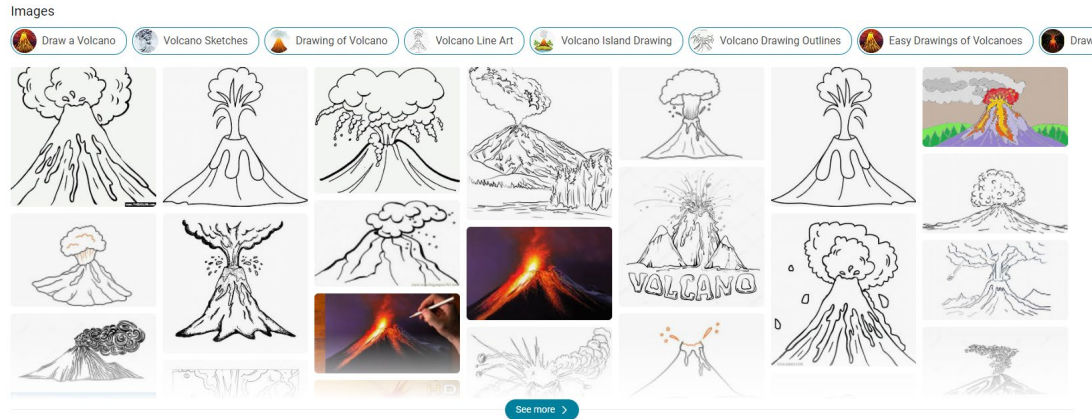 Images
Draw a Volcano
Volcano Sketches
Drawing of Volcano
Volcano Line Art
Volcano Island Drawing
Volcano Drawing Outlines
Easy Drawings of Volcanoes
Draw
VOLCANO
See more